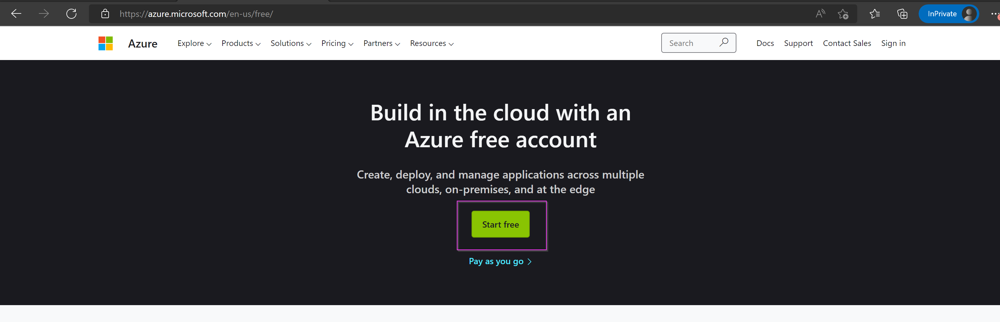 https://azure.microsoft.com/en-us/free/
InPrivate
Azure Explore Products Solutions Pricing Partners Resources Search Docs Support Contact Sales Sign in
Build in the cloud with an
Azure free account
Create, deploy, and manage applications across multiple
clouds, on-premises, and at the edge
Start free
Pay as you go